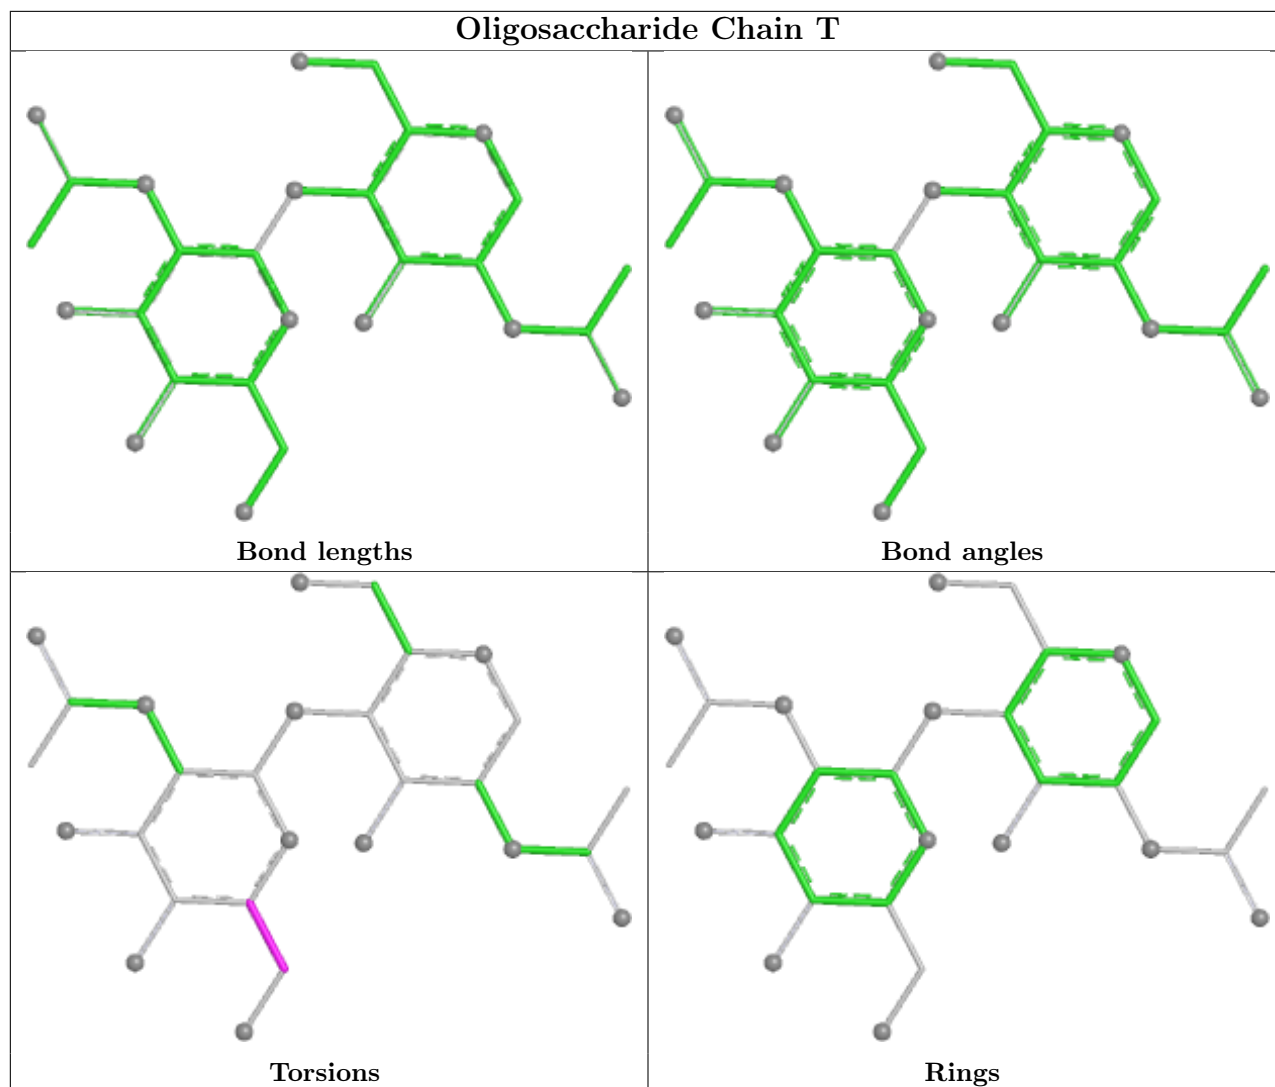 Oligosaccharide Chain T
Bond lengths
Bond angles
Torsions
Rings